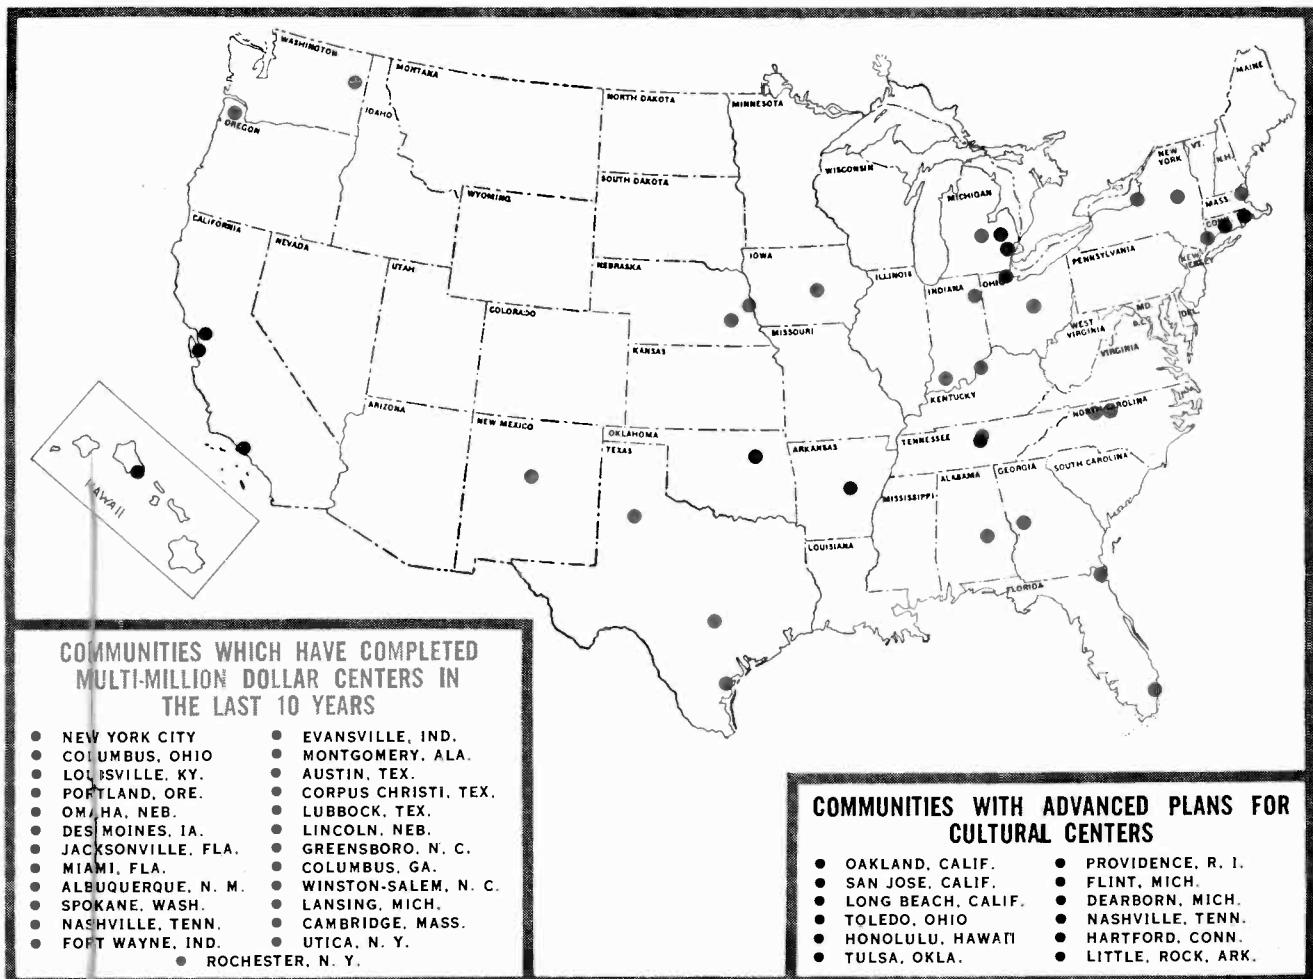 WASHINGTON
MONTANA
IDAHO
OREGON
NORTH DAKOTA
MINNESOTA
SOUTH DAKOTA
WISCONSIN
MICHIGAN
MAINE
NEW YORK
VT.
N.H.
MASS.
CONN.
WYOMING
CALIFORNIA
NEVADA
UTAH
NEBRASKA
IOWA
ILLINOIS
INDIANA
OHIO
PENNSYLVANIA
NEW JERSEY
MD.
D.C.
DEL.
COLORADO
KANSAS
MISSOURI
WEST VIRGINIA
VIRGINIA
KENTUCKY
ARIZONA
NEW MEXICO
OKLAHOMA
TEXAS
ARKANSAS
TENNESSEE
NORTH CAROLINA
SOUTH CAROLINA
MISSISSIPPI
ALABAMA
GEORGIA
LOUISIANA
FLORIDA
HAWAII
COMMUNITIES WHICH HAVE COMPLETED
MULTI-MILLION DOLLAR CENTERS IN
THE LAST 10 YEARS
NEW YORK CITY
COLUMBUS, OHIO
LOUISVILLE, KY.
PORTLAND, ORE.
OMAHA, NEB.
DES MOINES, IA.
JACKSONVILLE, FLA.
MIAMI, FLA.
ALBUQUERQUE, N. M.
SPOKANE, WASH.
NASHVILLE, TENN.
FORT WAYNE, IND.
EVANSVILLE, IND.
MONTGOMERY, ALA.
AUSTIN, TEX.
CORPUS CHRISTI, TEX.
LUBBOCK, TEX.
LINCOLN, NEB.
GREENSBORO, N. C.
COLUMBUS, GA.
WINSTON-SALEM, N. C.
LANSING, MICH.
CAMBRIDGE, MASS.
UTICA, N. Y.
ROCHESTER, N. Y.
COMMUNITIES WITH ADVANCED PLANS FOR
CULTURAL CENTERS
OAKLAND, CALIF.
SAN JOSE, CALIF.
LONG BEACH, CALIF.
TOLEDO, OHIO
HONOLULU, HAWAII
TULSA, OKLA.
PROVIDENCE, R. I.
FLINT, MICH.
DEARBORN, MICH.
NASHVILLE, TENN.
HARTFORD, CONN.
LITTLE, ROCK, ARK.